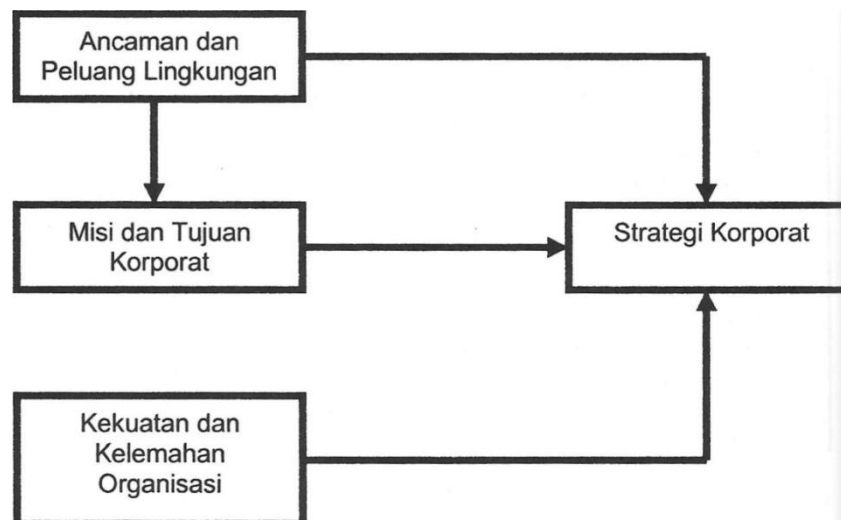 Ancaman dan
Peluang Lingkungan
Misi dan Tujuan
Korporat
Strategi Korporat
Kekuatan dan
Kelemahan
Organisasi